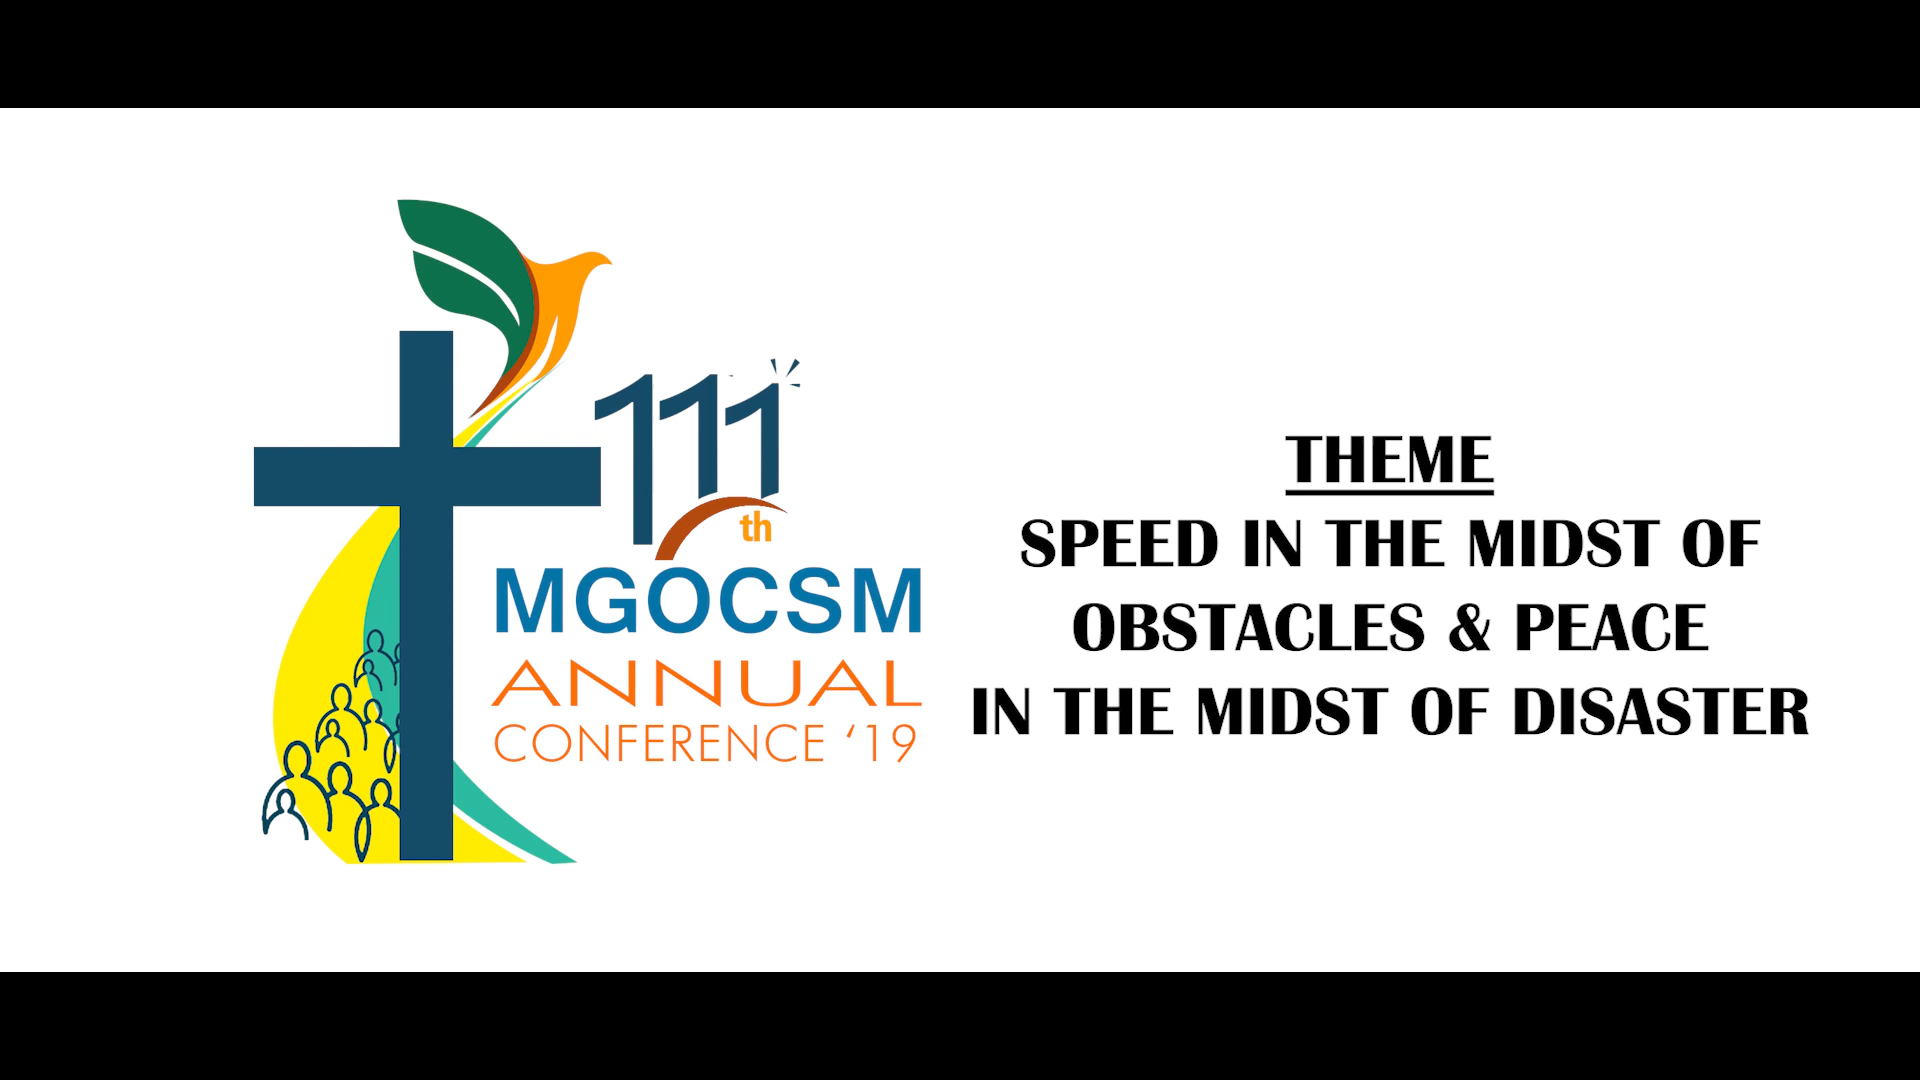 111th
MGOCSM
ANNUAL
CONFERENCE ‘19
THEME
SPEED IN THE MIDST OF
OBSTACLES & PEACE
IN THE MIDST OF DISASTER